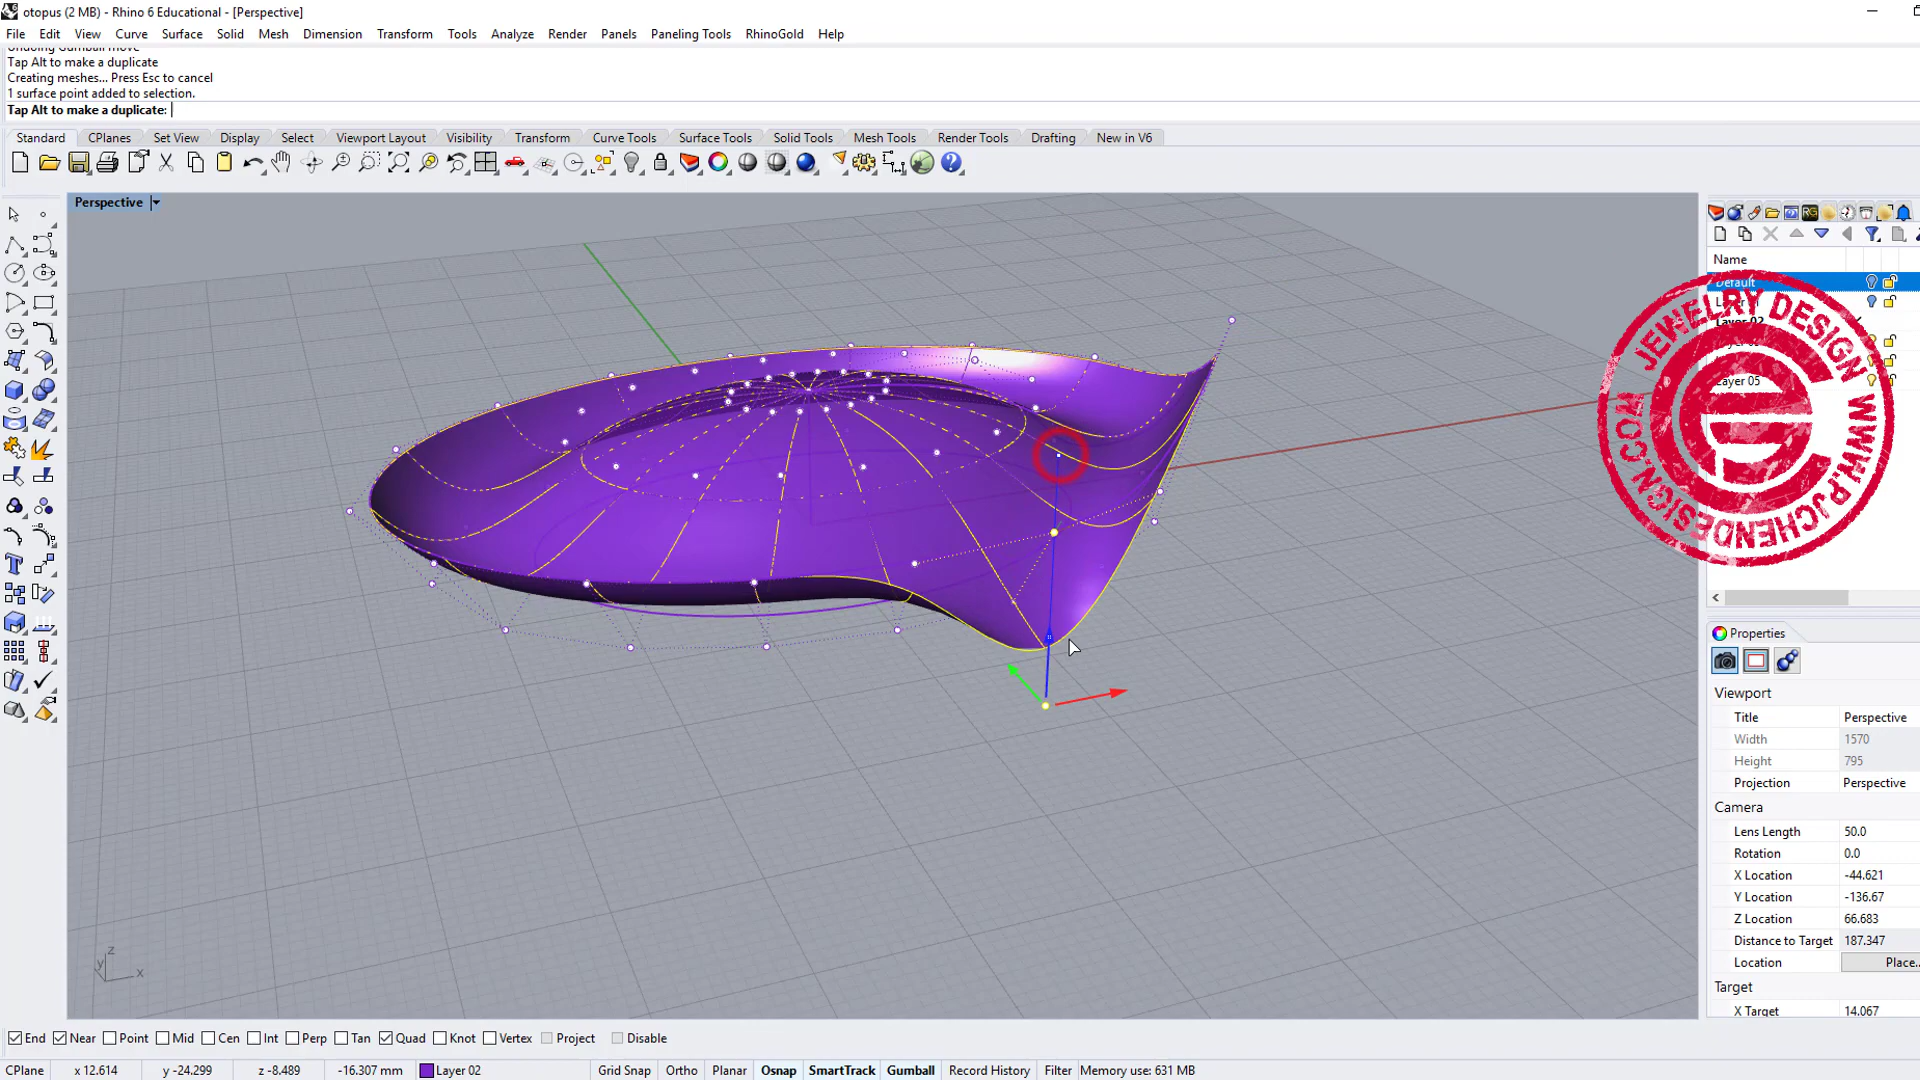 otopus (2 MB) - Rhino 6 Educational - [Perspective]
File Edit View Curve Surface Solid Mesh Dimension Transform Tools Analyze Render Panels Paneling Tools RhinoGold Help
Undoing Gumball move
Tap Alt to make a duplicate
Creating meshes... Press Esc to cancel
1 surface point added to selection.
Tap Alt to make a duplicate:
Standard CPlanes Set View Display Select Viewport Layout Visibility Transform Curve Tools Surface Tools Solid Tools Mesh Tools Render Tools Drafting New in V6
Perspective
Name
Default
Layer 02
Layer 05
JEWELRY DESIGN WWW.PJCHENDESIGN.COM
Properties
Viewport
Title Perspective
Width 1570
Height 795
Projection Perspective
Camera
Lens Length 50.0
Rotation 0.0
X Location -44.621
Y Location -136.67
Z Location 66.683
Distance to Target 187.347
Location Place...
Target
X Target 14.067
z
y x
End Near Point Mid Cen Int Perp Tan Quad Knot Vertex Project Disable
CPlane x 12.614 y -24.299 z -8.489 -16.307 mm Layer 02 Grid Snap Ortho Planar Osnap SmartTrack Gumball Record History Filter Memory use: 631 MB